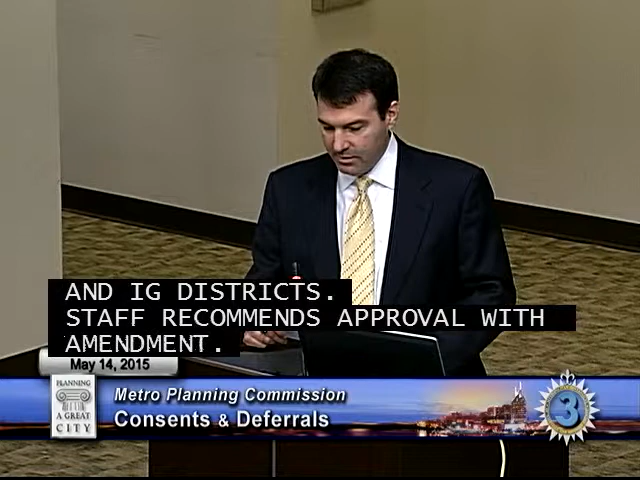 AND IG DISTRICTS.
STAFF RECOMMENDS APPROVAL WITH
AMENDMENT.
May 14, 2015
PLANNING
A GREAT
CITY
Metro Planning Commission
Consents & Deferrals
3